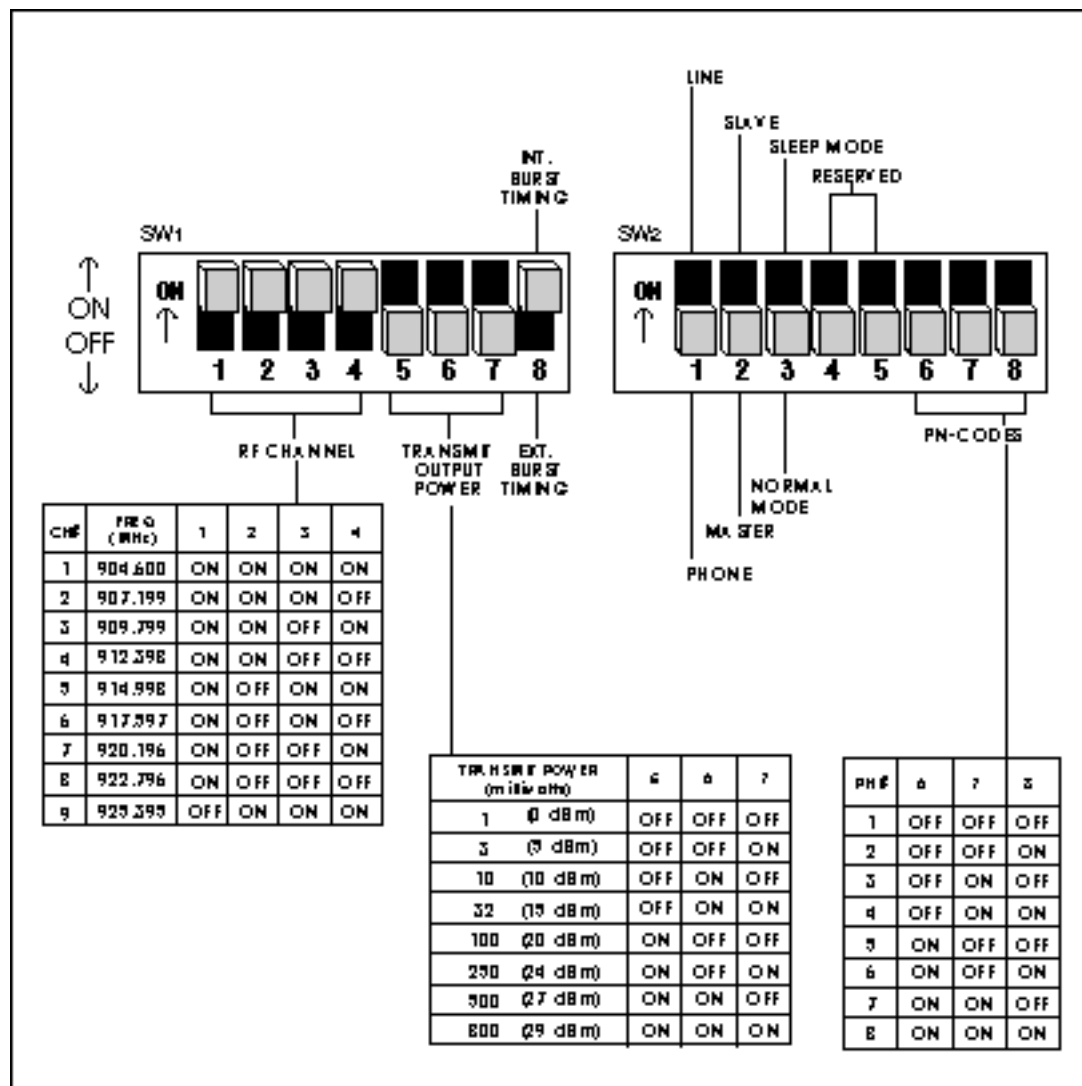 LINE
SLAVE
SLEEP MODE
RESERVED
INT.
BURST
TIMING
SW1
SW2
ON
OFF
ON
1 2 3 4 5 6 7 8
ON
1 2 3 4 5 6 7 8
RF CHANNEL
TRANSMIT
OUTPUT
POWER
EXT.
BURST
TIMING
PN-CODES
NORMAL
MODE
MASTER
PHONE
CH# FREQ (MHz) 1 2 3 4
1 904.600 ON ON ON ON
2 907.199 ON ON ON OFF
3 909.799 ON ON OFF ON
4 912.398 ON ON OFF OFF
5 914.998 ON OFF ON ON
6 917.597 ON OFF ON OFF
7 920.196 ON OFF OFF ON
8 922.796 ON OFF OFF OFF
9 925.395 OFF ON ON ON
TRANSMIT POWER (milliwatts) 5 6 7
1 (0 dBm) OFF OFF OFF
3 (5 dBm) OFF OFF ON
10 (10 dBm) OFF ON OFF
32 (15 dBm) OFF ON ON
100 (20 dBm) ON OFF OFF
250 (24 dBm) ON OFF ON
500 (27 dBm) ON ON OFF
800 (29 dBm) ON ON ON
PN# 6 7 8
1 OFF OFF OFF
2 OFF OFF ON
3 OFF ON OFF
4 OFF ON ON
5 ON OFF OFF
6 ON OFF ON
7 ON ON OFF
8 ON ON ON